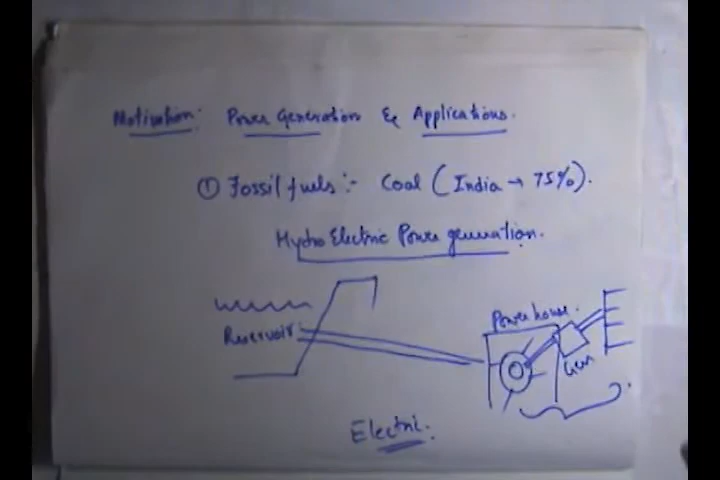 Motivation: Power Generation & Applications.
① Fossil fuels:- Coal (India → 75%).
Hydro Electric Power generation.
Power house.
Reservoir
Gen
Electric.